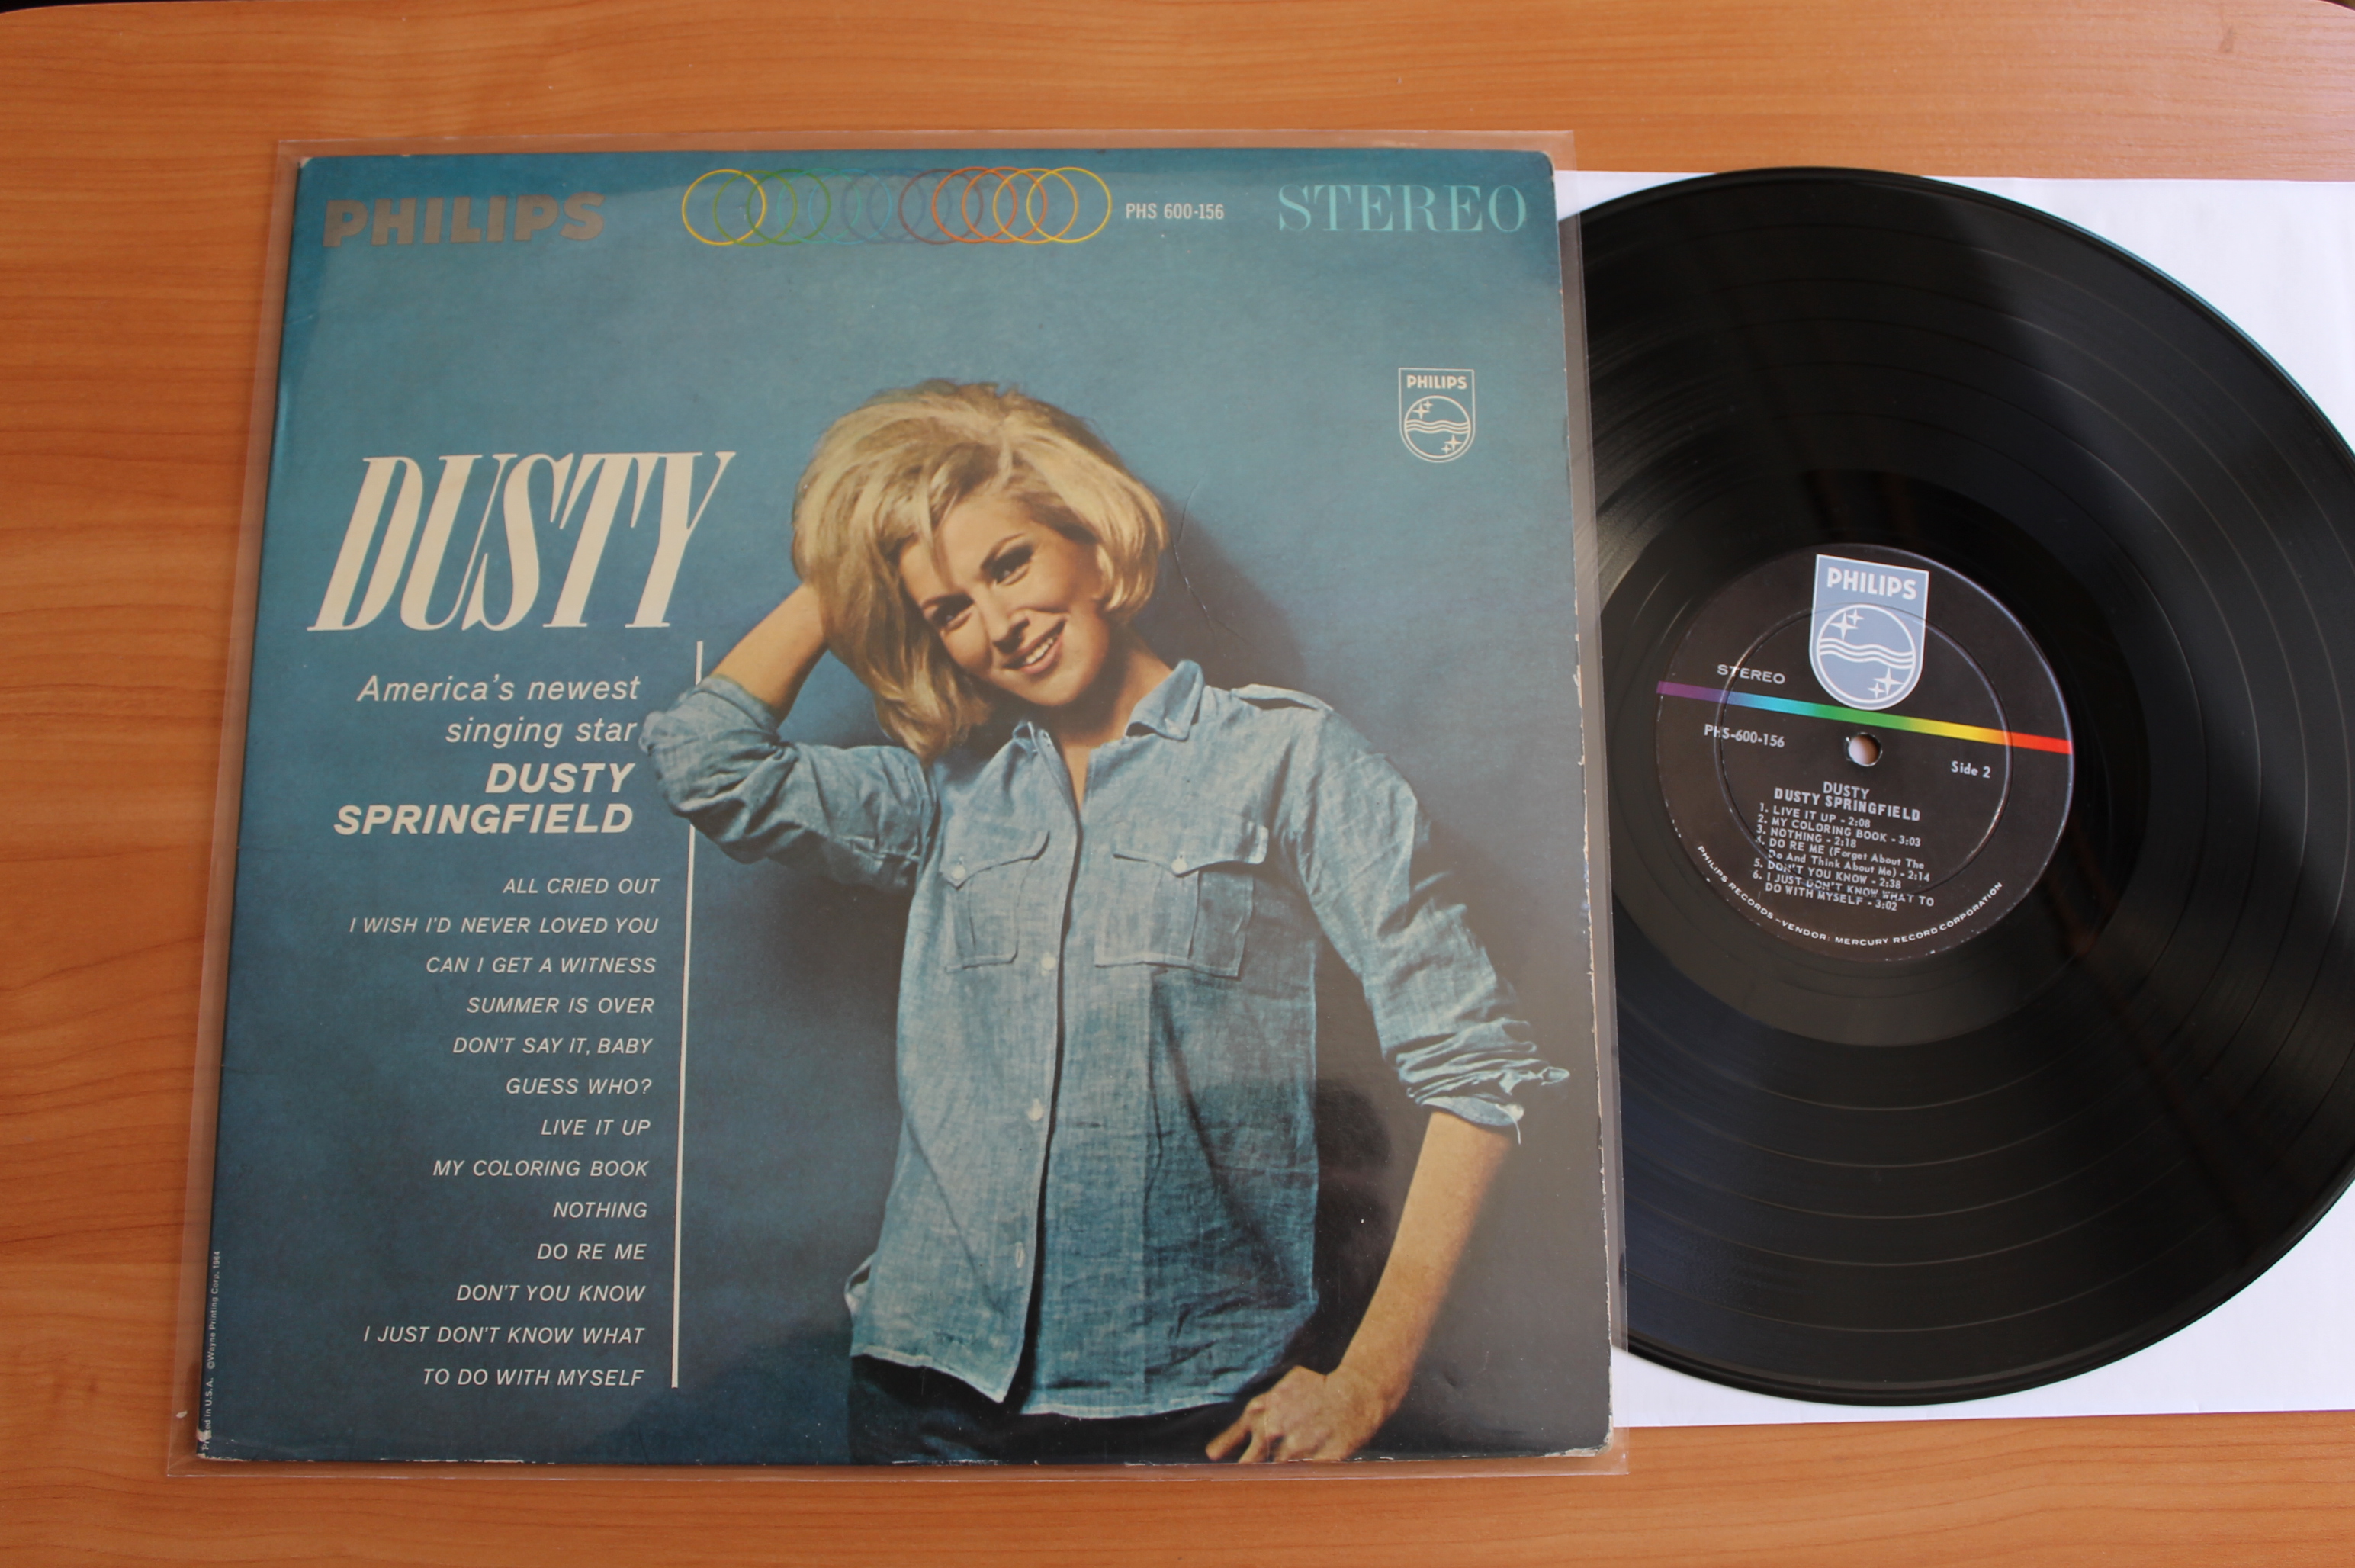 PHILIPS
PHS 600-156
STEREO
PHILIPS
DUSTY
America's newest
singing star
DUSTY
SPRINGFIELD
ALL CRIED OUT
I WISH I'D NEVER LOVED YOU
CAN I GET A WITNESS
SUMMER IS OVER
DON'T SAY IT, BABY
GUESS WHO?
LIVE IT UP
MY COLORING BOOK
NOTHING
DO RE ME
DON'T YOU KNOW
I JUST DON'T KNOW WHAT
TO DO WITH MYSELF
Printed in U.S.A. ©Wayne Printing Corp. 1964
PHILIPS
STEREO
PHS-600-156
Side 2
DUSTY
DUSTY SPRINGFIELD
1. LIVE IT UP - 2:08
2. MY COLORING BOOK - 3:03
3. NOTHING - 2:18
4. DO RE ME (Forget About The
Do And Think About Me) - 2:14
5. DON'T YOU KNOW - 2:38
6. I JUST DON'T KNOW WHAT TO
DO WITH MYSELF - 3:02
PHILIPS RECORDS - VENDOR: MERCURY RECORD CORPORATION